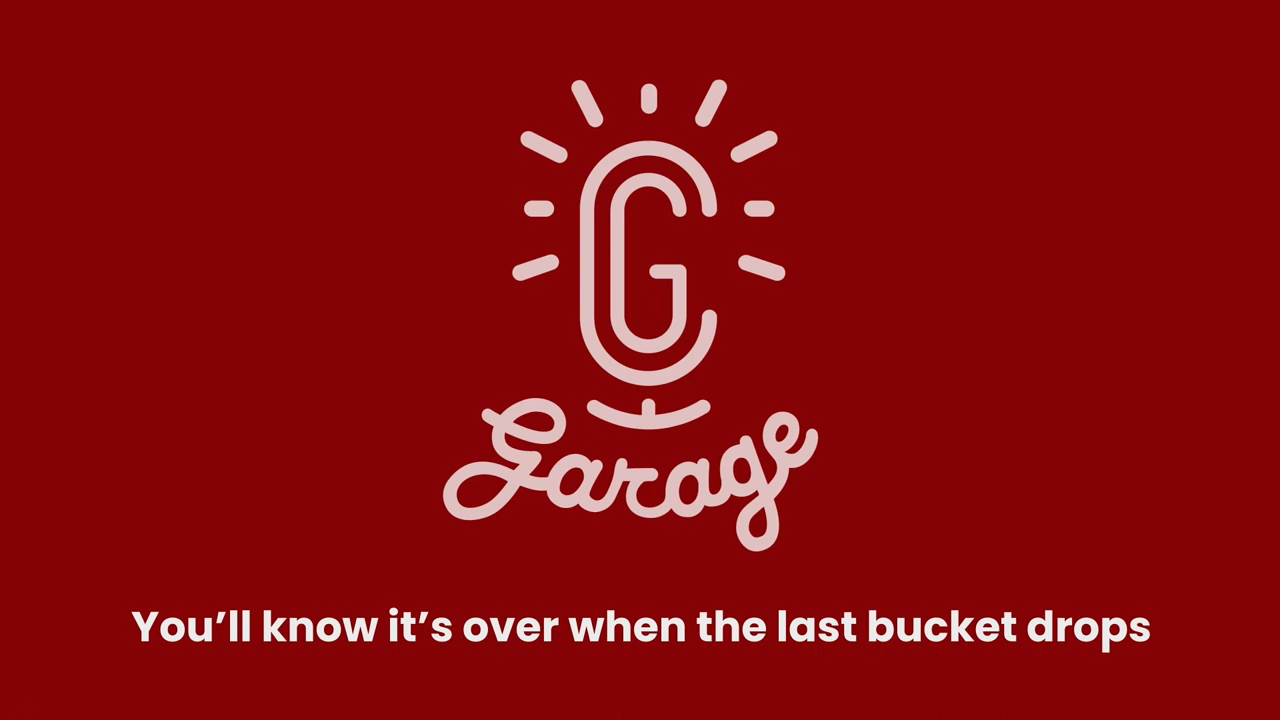 G
Garage
You’ll know it’s over when the last bucket drops